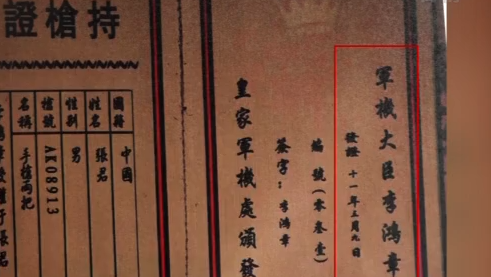 軍機大臣李鴻章
發證 十一年三月九日
編號(零叁壹)
簽字：李鴻章
皇家軍機處頒發
持槍證
國籍 中國
姓名 張君
性别 男
槍號 AK08913
名稱 手槍兩把